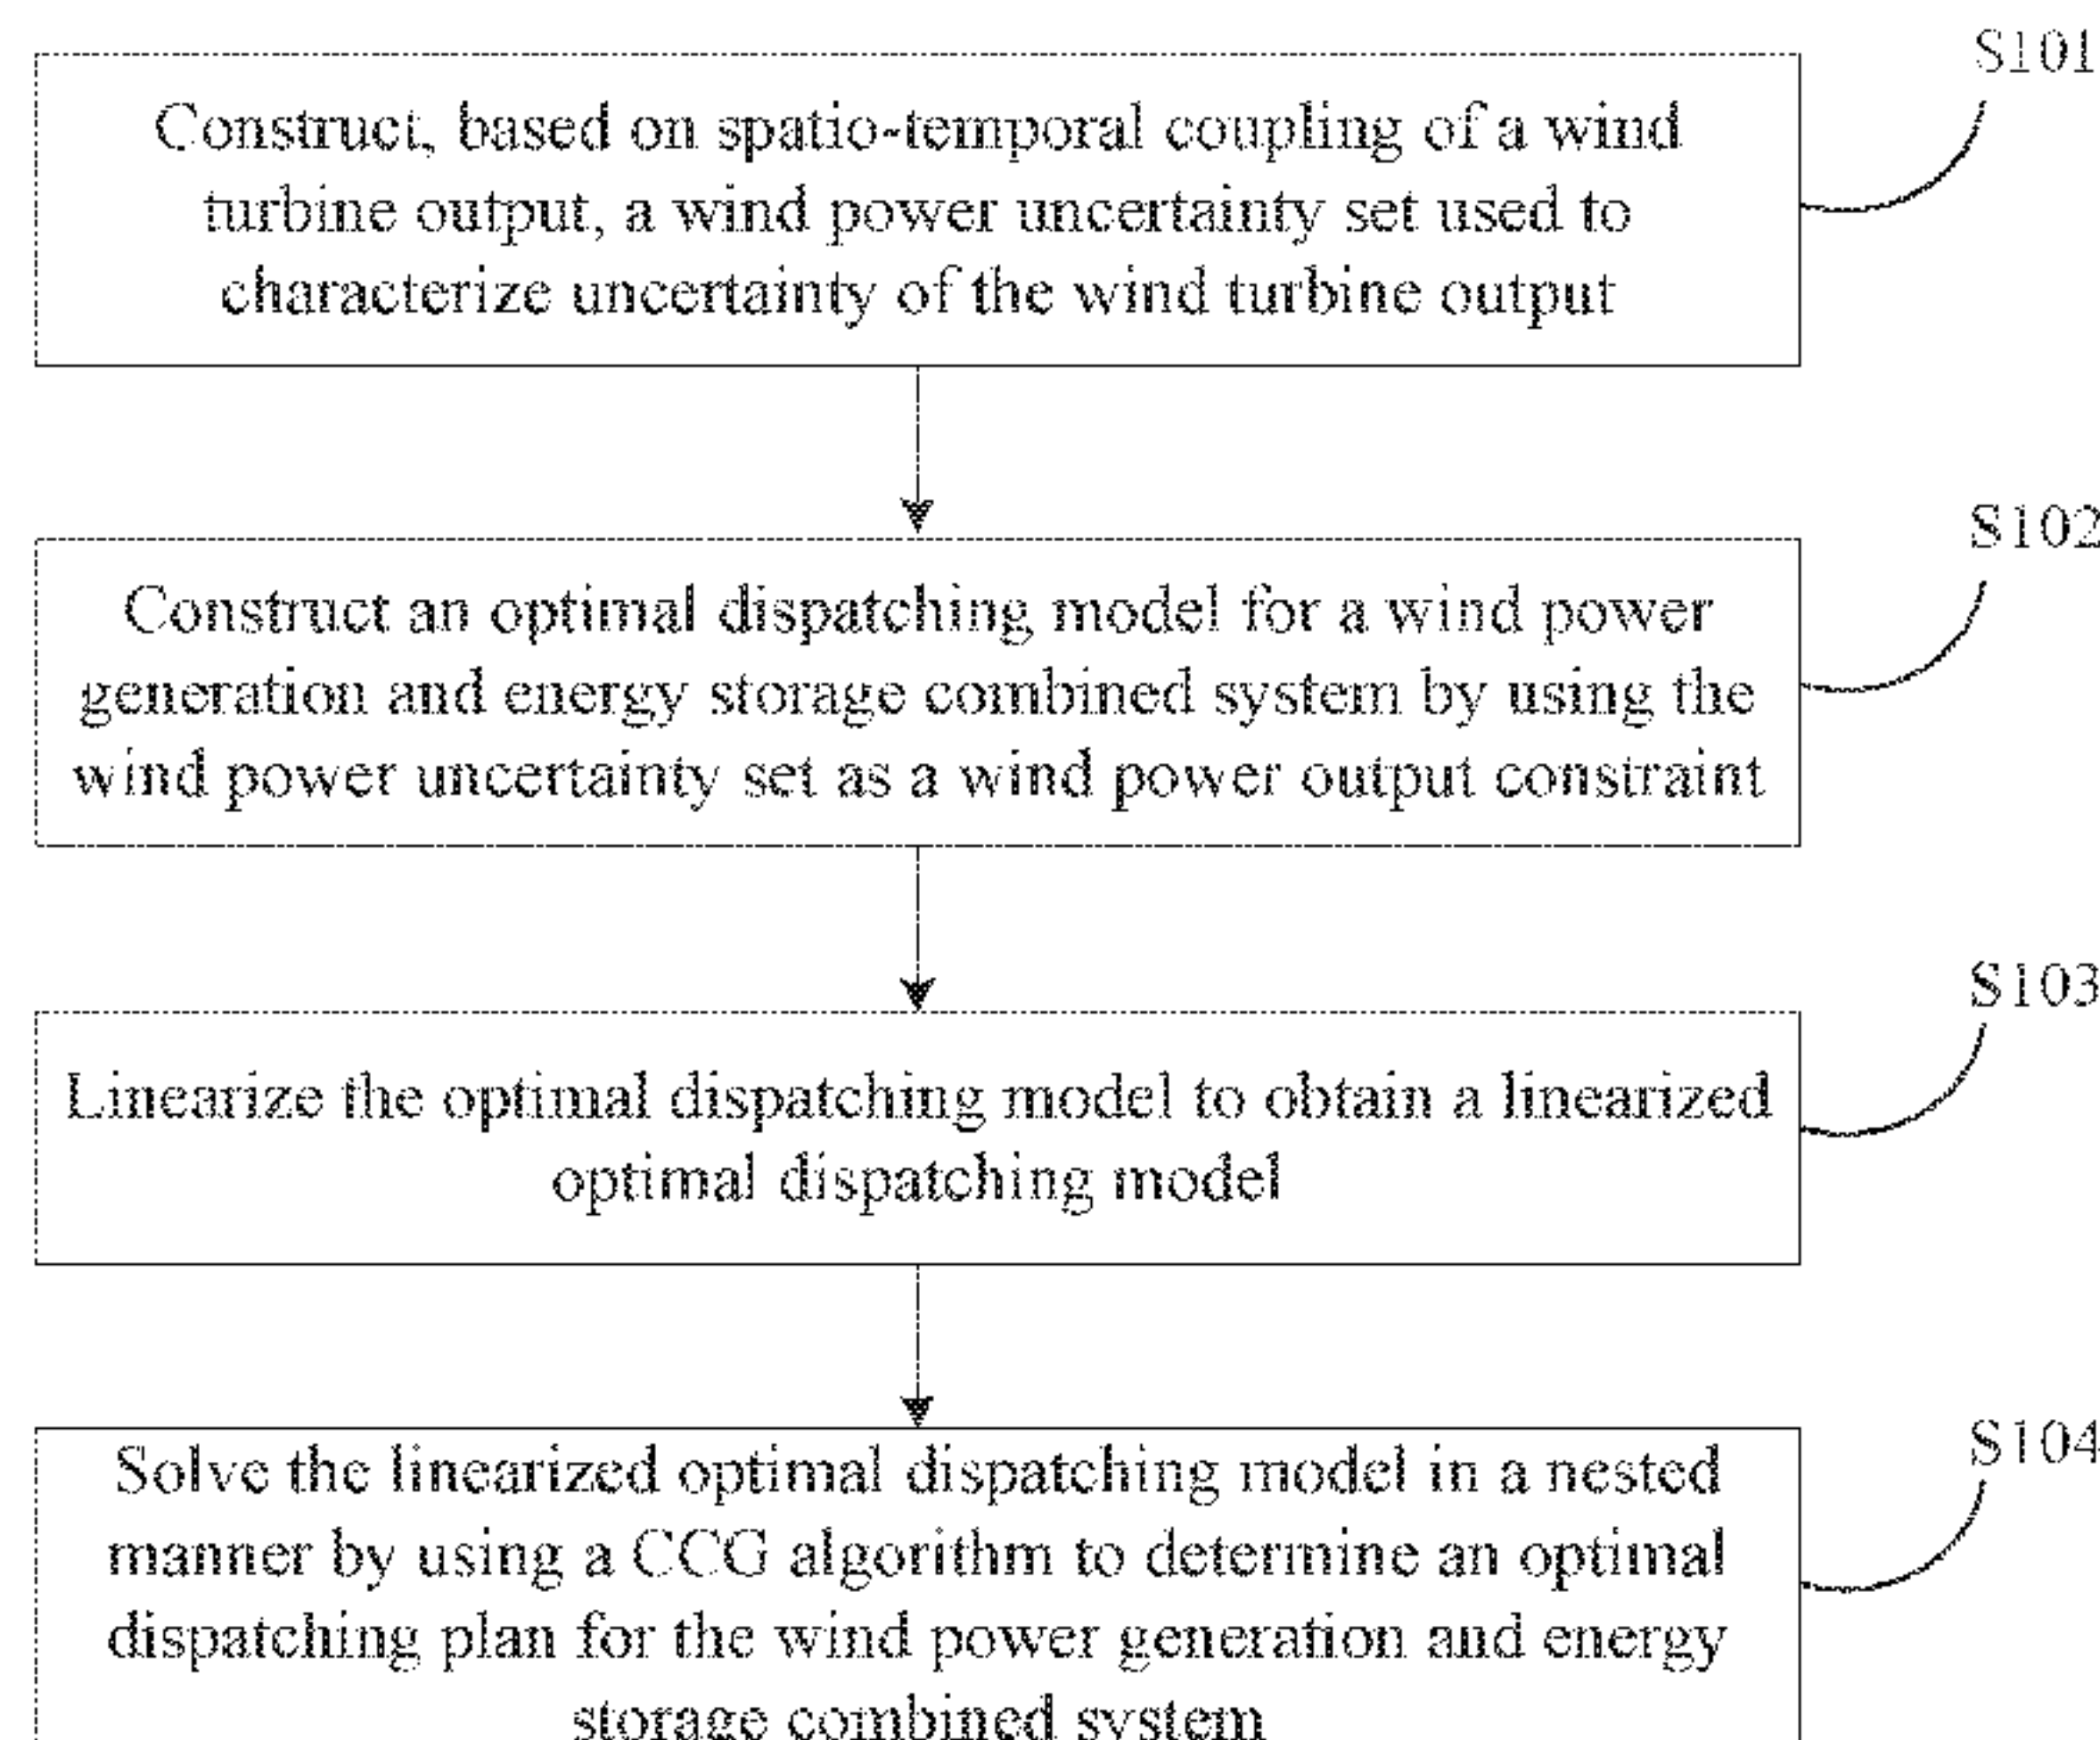 S101
Construct, based on spatio-temporal coupling of a wind
turbine output, a wind power uncertainty set used to
characterize uncertainty of the wind turbine output
S102
Construct an optimal dispatching model for a wind power
generation and energy storage combined system by using the
wind power uncertainty set as a wind power output constraint
S103
Linearize the optimal dispatching model to obtain a linearized
optimal dispatching model
S104
Solve the linearized optimal dispatching model in a nested
manner by using a CCG algorithm to determine an optimal
dispatching plan for the wind power generation and energy
storage combined system